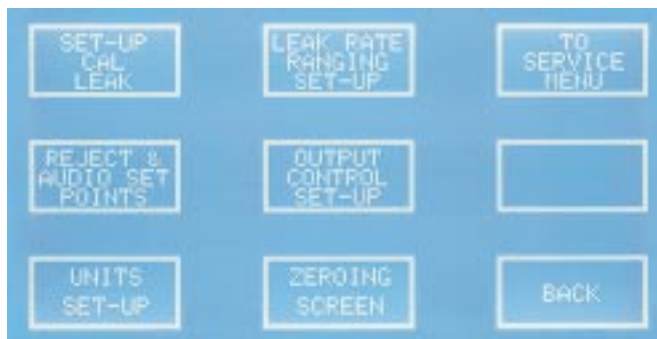 SET-UP
CAL
LEAK
LEAK RATE
RANGING
SET-UP
TO
SERVICE
MENU
REJECT &
AUDIO SET
POINTS
OUTPUT
CONTROL
SET-UP
UNITS
SET-UP
ZEROING
SCREEN
BACK